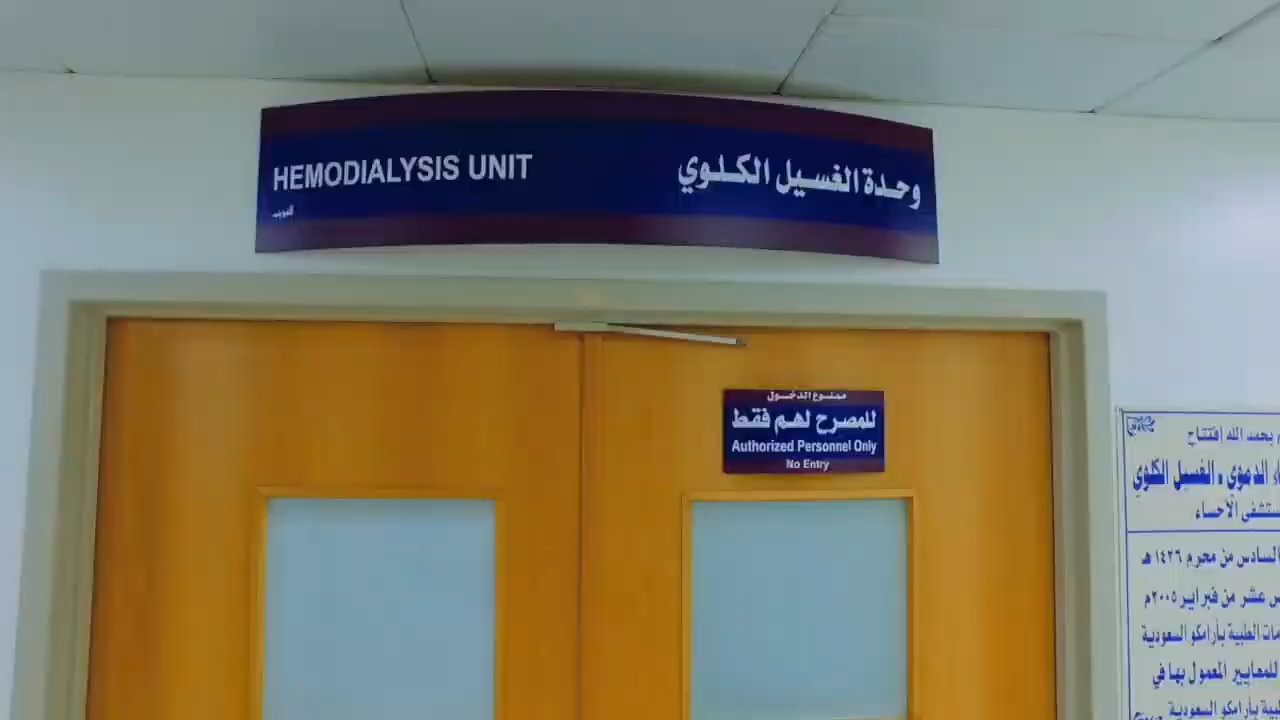 HEMODIALYSIS UNIT
وحدة الغسيل الكلوي
ممنوع الدخول
للمصرح لهم فقط
Authorized Personnel Only
No Entry
بحمد الله إفتتاح
الدموي و الغسيل الكلوي
الأحساء
السادس من محرم ١٤٢٦ هـ
عشر من فبراير ٢٠٠٥م
الطبية بأرامكو السعودية
للمعايير المعمول بها في
بأرامكو السعودية